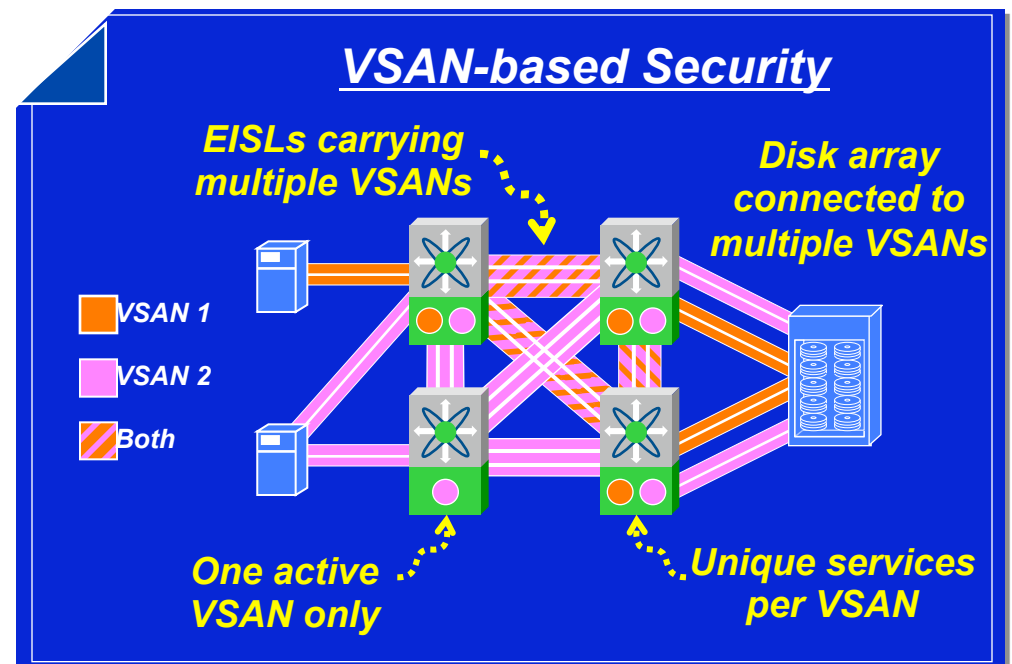 VSAN-based Security
EISLs carrying
multiple VSANs
Disk array
connected to
multiple VSANs
VSAN 1
VSAN 2
Both
One active
VSAN only
Unique services
per VSAN